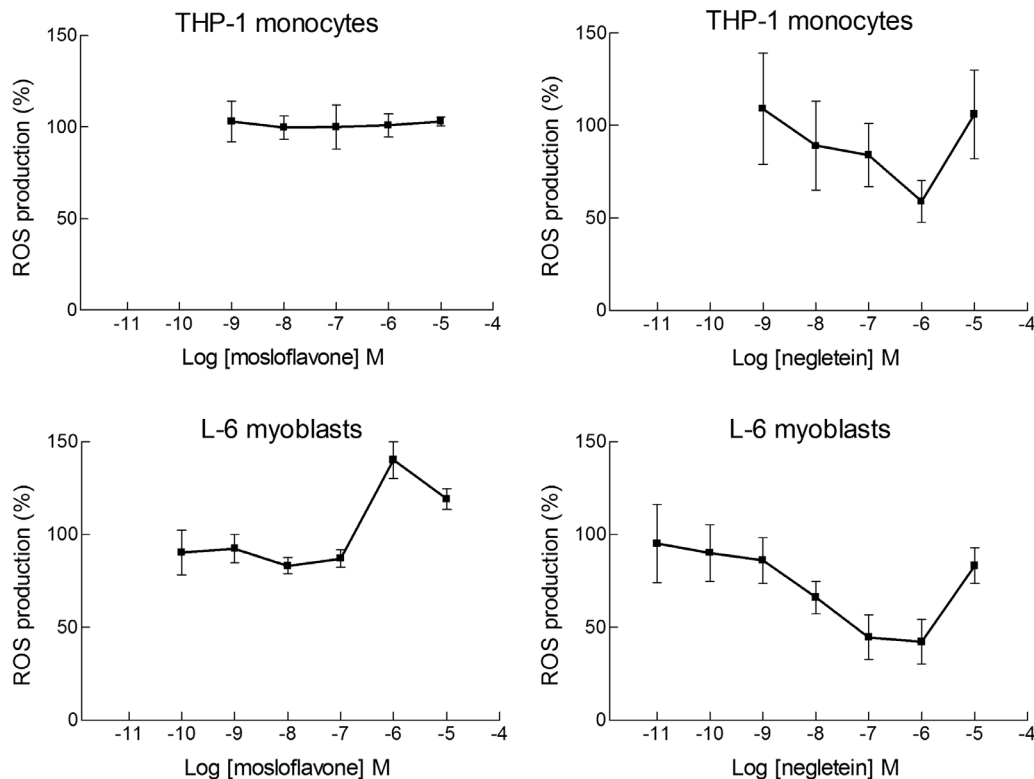 THP-1 monocytes
150
100
50
0
ROS production (%)
-11 -10 -9 -8 -7 -6 -5 -4
Log [mosloflavone] M
THP-1 monocytes
150
100
50
0
ROS production (%)
-11 -10 -9 -8 -7 -6 -5 -4
Log [negletein] M
L-6 myoblasts
150
100
50
0
ROS production (%)
-11 -10 -9 -8 -7 -6 -5 -4
Log [mosloflavone] M
L-6 myoblasts
150
100
50
0
ROS production (%)
-11 -10 -9 -8 -7 -6 -5 -4
Log [negletein] M